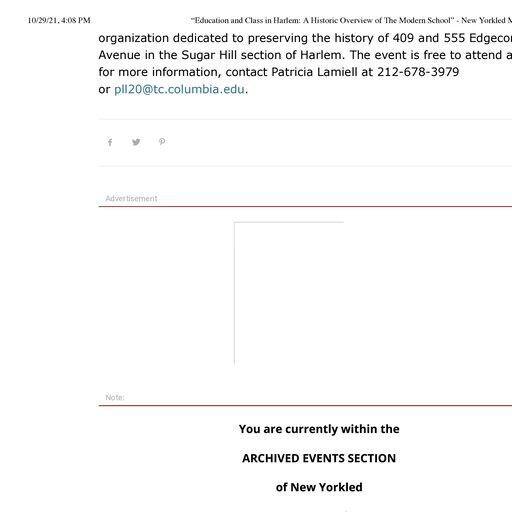 10/29/21, 4:08 PM “Education and Class in Harlem: A Historic Overview of The Modern School” - New Yorkled
organization dedicated to preserving the history of 409 and 555
Avenue in the Sugar Hill section of Harlem. The event is free to attend
for more information, contact Patricia Lamiell at 212-678-3979
or pll20@tc.columbia.edu.
Advertisement
Note:
You are currently within the
ARCHIVED EVENTS SECTION
of New Yorkled